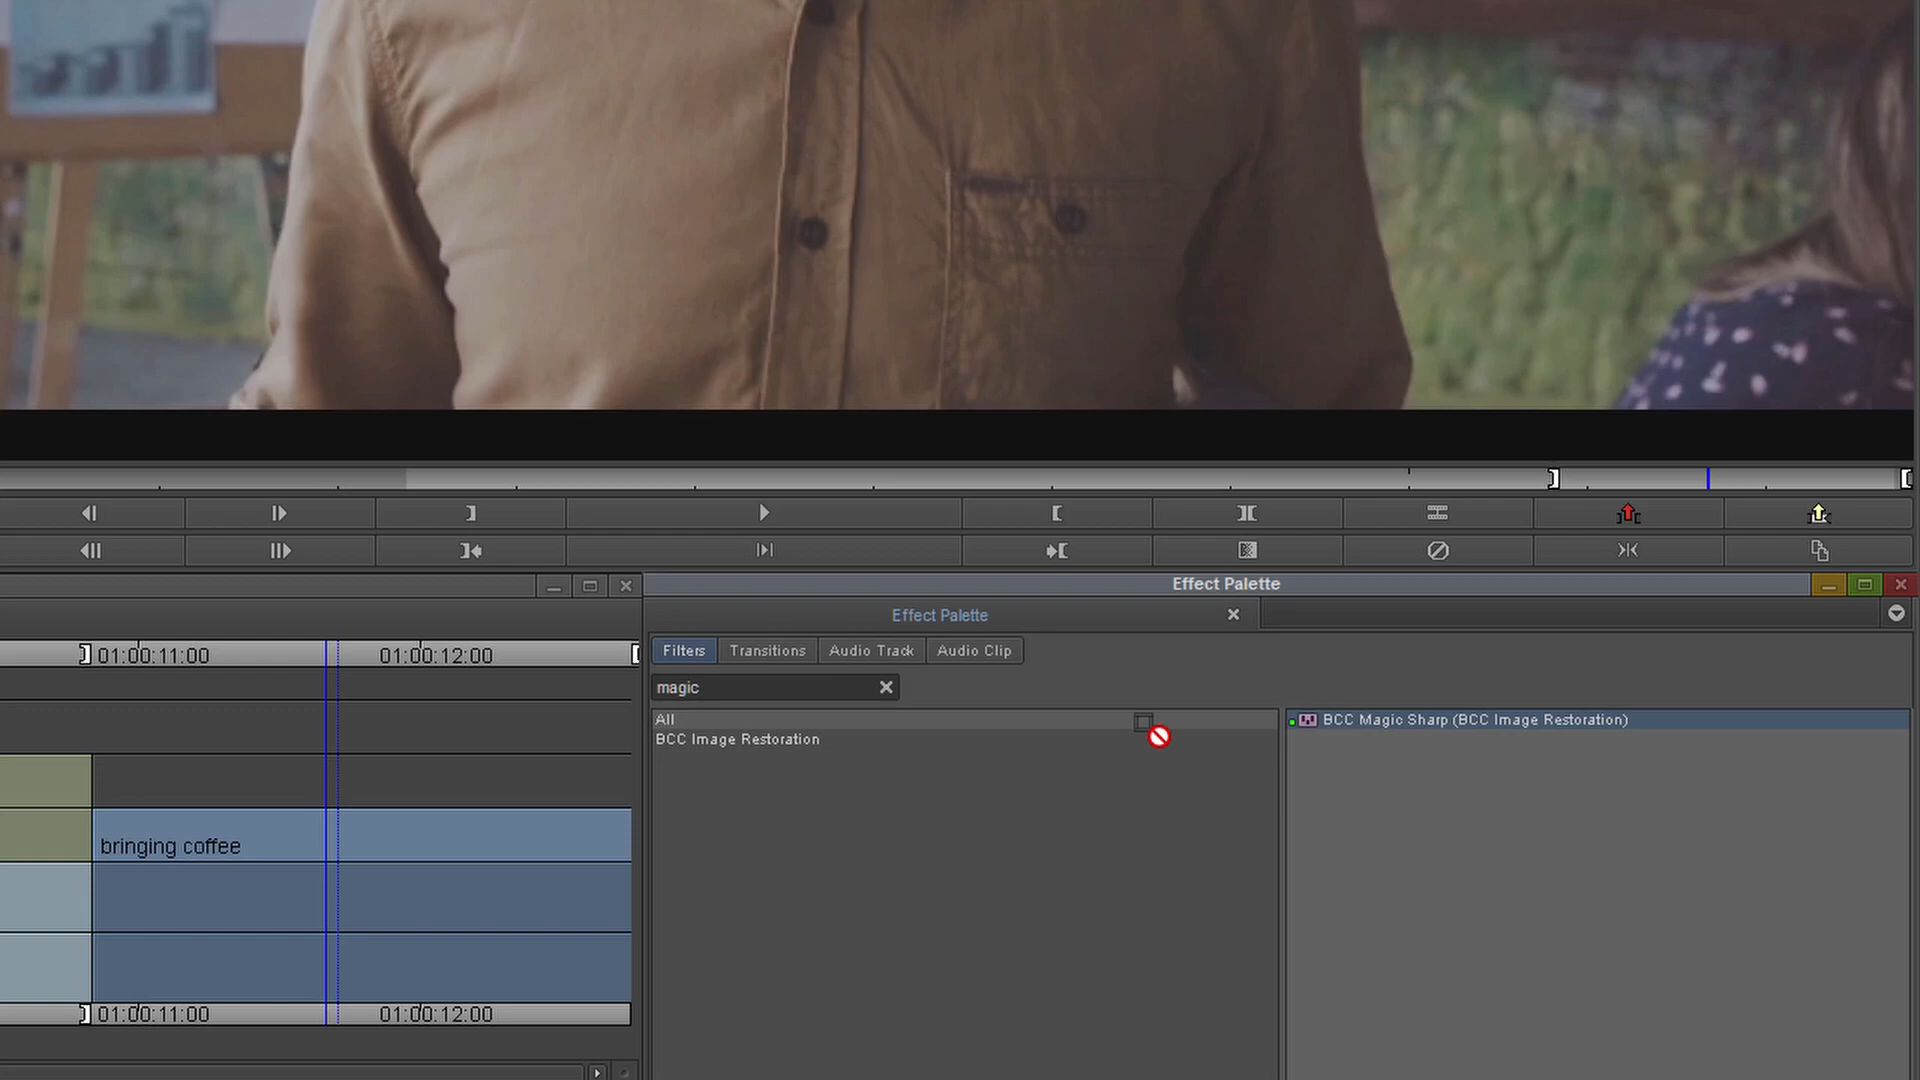 Effect Palette
Effect Palette
01:00:11:00 01:00:12:00
Filters Transitions Audio Track Audio Clip
magic
All
BCC Magic Sharp (BCC Image Restoration)
BCC Image Restoration
bringing coffee
01:00:11:00 01:00:12:00